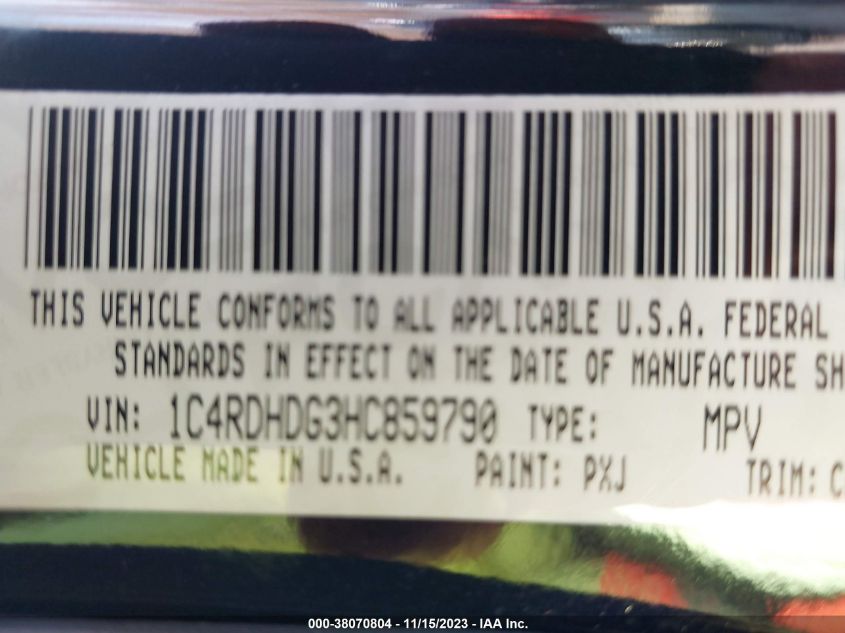 THIS VEHICLE CONFORMS TO ALL APPLICABLE U.S.A. FEDERAL
STANDARDS IN EFFECT ON THE DATE OF MANUFACTURE SH
VIN: 1C4RDHDG3HC859790 TYPE: MPV
VEHICLE MADE IN U.S.A. PAINT: PXJ TRIM: C
000-38070804 - 11/15/2023 - IAA Inc.